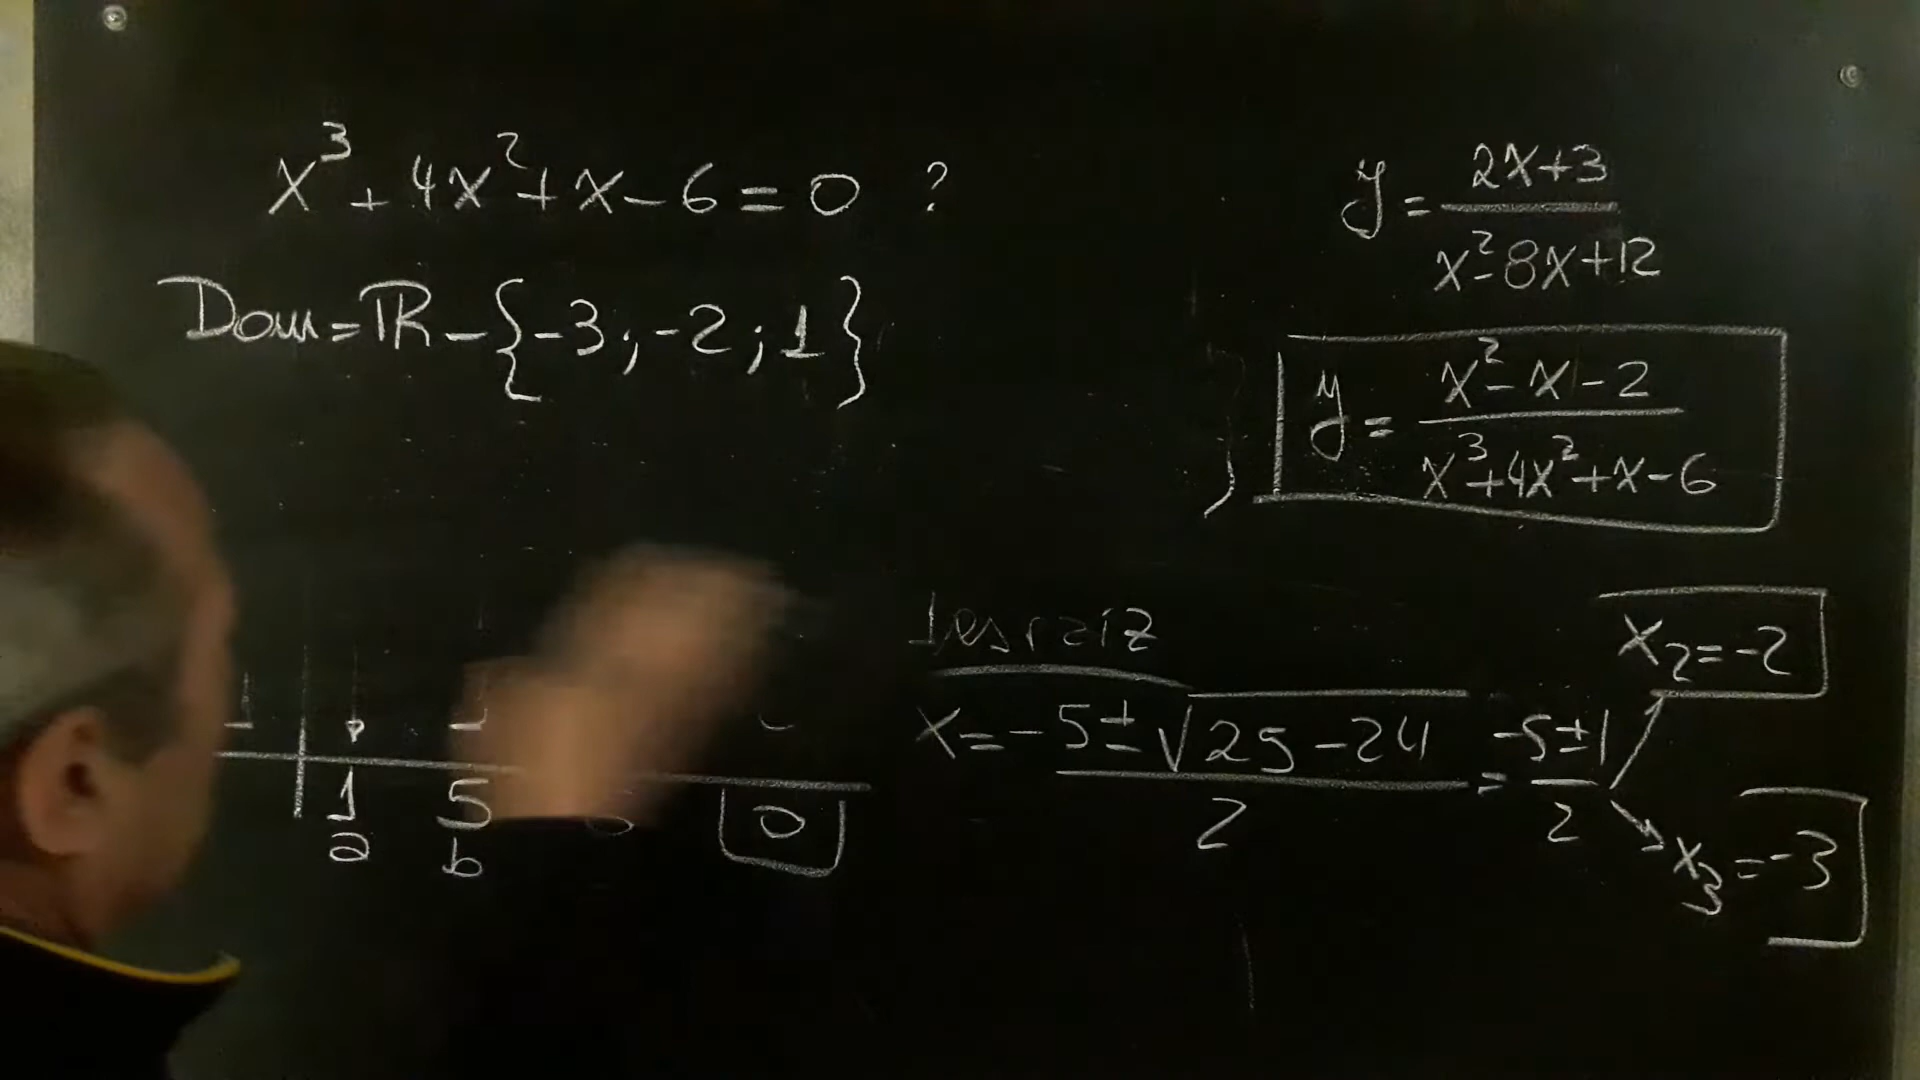 x³ + 4x² + x - 6 = 0 ?
Dom = ℝ - {-3; -2; 1}
y = (2x+3)/(x²-8x+12)
y = (x²-x-2)/(x³+4x²+x-6)
x = (-5±√(25-24))/2 = (-5±1)/2
x₂ = -2
x₃ = -3
1 5 0
a b